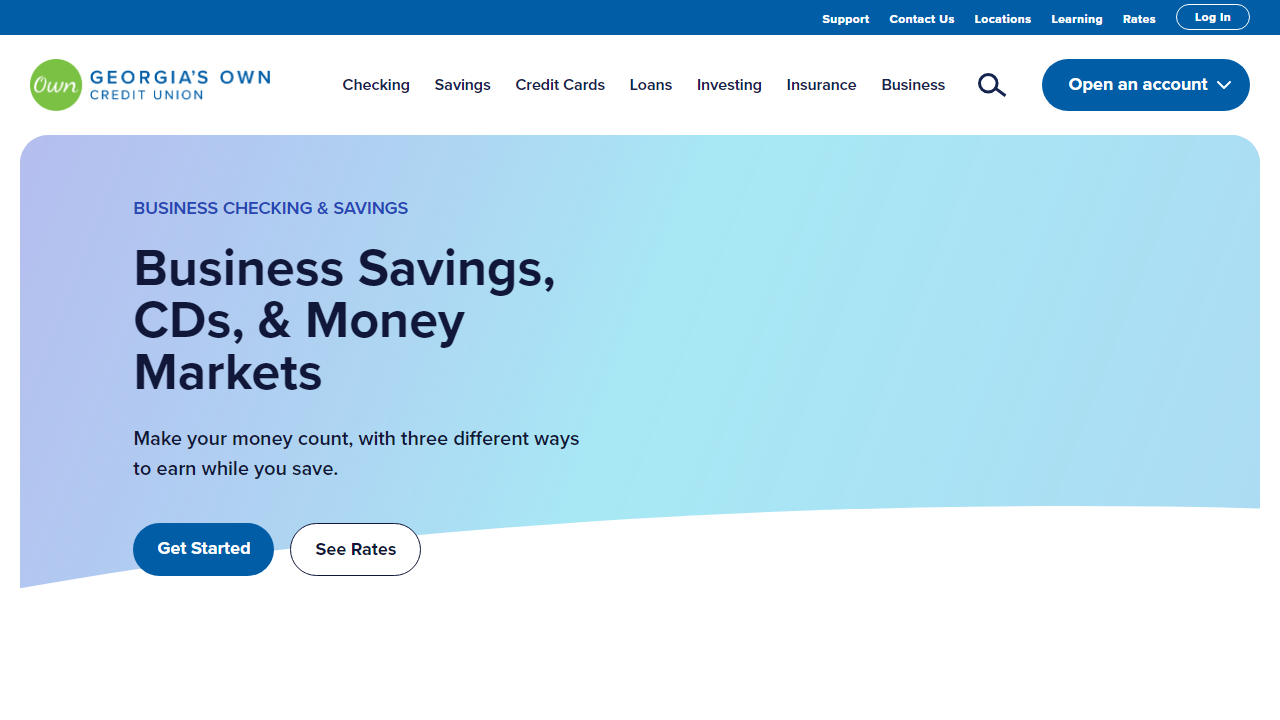 Support Contact Us Locations Learning Rates Log In
Own GEORGIA'S OWN
CREDIT UNION
Checking Savings Credit Cards Loans Investing Insurance Business Open an account
BUSINESS CHECKING & SAVINGS
Business Savings,
CDs, & Money
Markets
Make your money count, with three different ways
to earn while you save.
Get Started See Rates